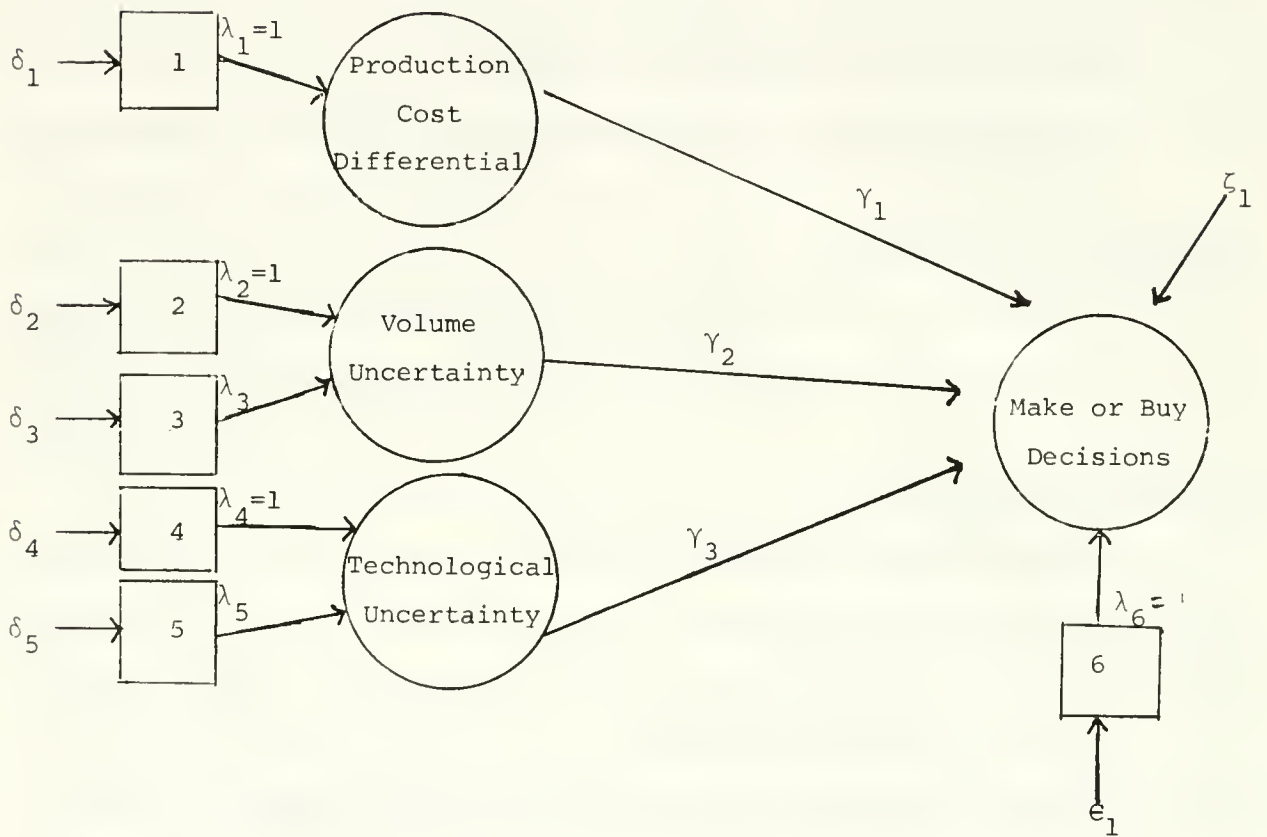 δ1
1
λ1=1
Production
Cost
Differential
γ1
ζ1
δ2
2
λ2=1
Volume
Uncertainty
γ2
δ3
3
λ3
Make or Buy
Decisions
δ4
4
λ4=1
Technological
Uncertainty
γ3
δ5
5
λ5
λ6=
6
ϵ1